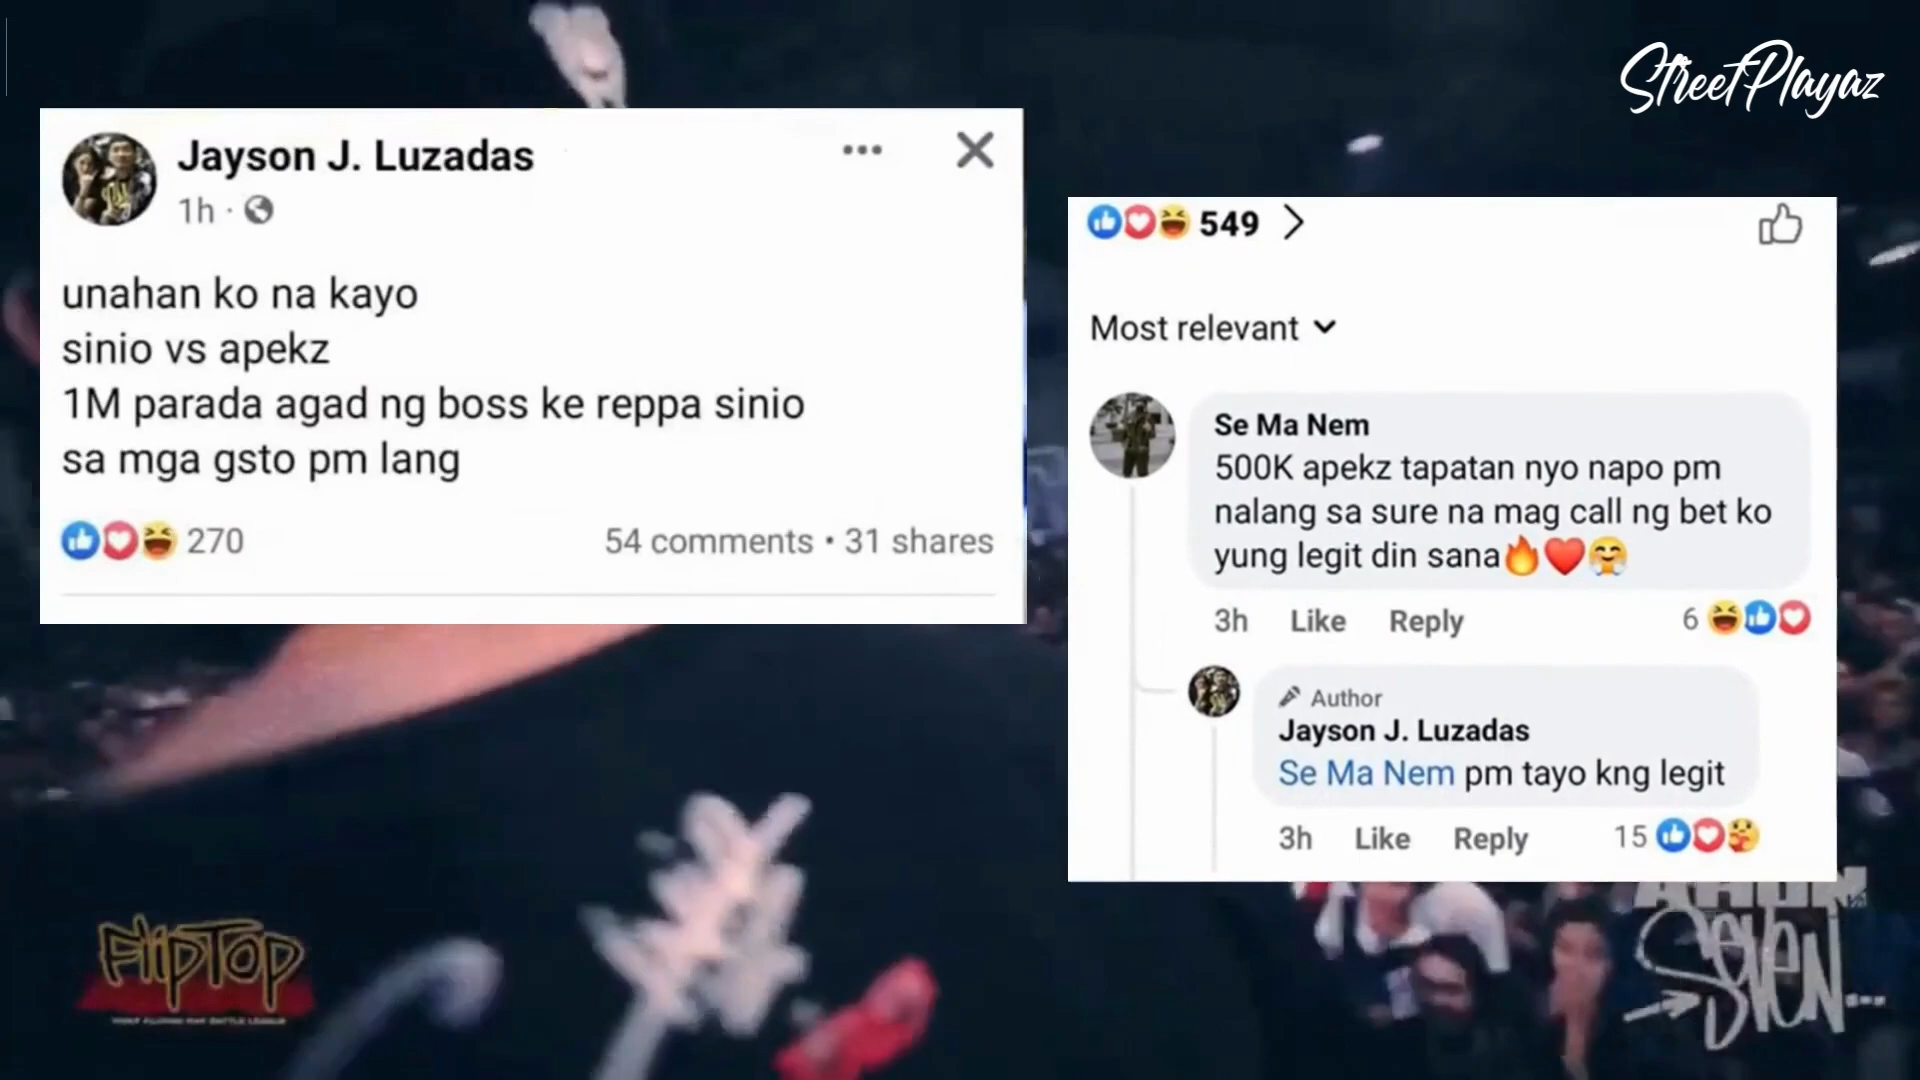 StreetPlayaz
Jayson J. Luzadas
1h ·
unahan ko na kayo
sinio vs apekz
1M parada agad ng boss ke reppa sinio
sa mga gsto pm lang
270
54 comments • 31 shares
549
Most relevant
Se Ma Nem
500K apekz tapatan nyo napo pm
nalang sa sure na mag call ng bet ko
yung legit din sana🔥❤️🤗
3h Like Reply 6
Author
Jayson J. Luzadas
Se Ma Nem pm tayo kng legit
3h Like Reply 15
FlipTop
AHON
SEVEN